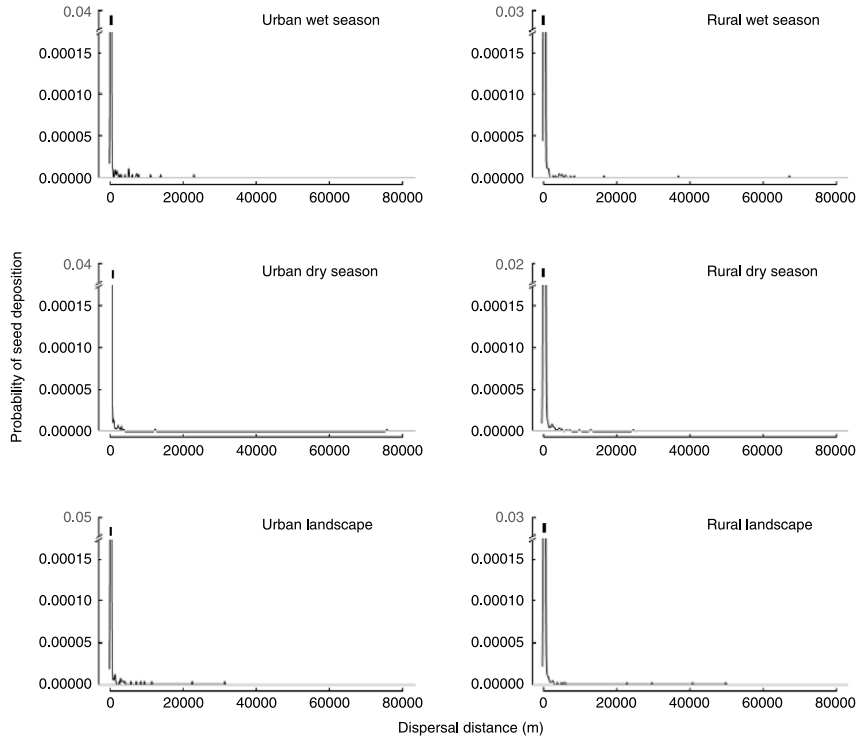 0.04
Urban wet season
0.00015
0.00010
0.00005
0.00000
0 20000 40000 60000 80000
0.03
Rural wet season
0.00015
0.00010
0.00005
0.00000
0 20000 40000 60000 80000
Probability of seed deposition
0.04
Urban dry season
0.00015
0.00010
0.00005
0.00000
0 20000 40000 60000 80000
0.02
Rural dry season
0.00015
0.00010
0.00005
0.00000
0 20000 40000 60000 80000
0.05
Urban landscape
0.00015
0.00010
0.00005
0.00000
0 20000 40000 60000 80000
0.03
Rural landscape
0.00015
0.00010
0.00005
0.00000
0 20000 40000 60000 80000
Dispersal distance (m)